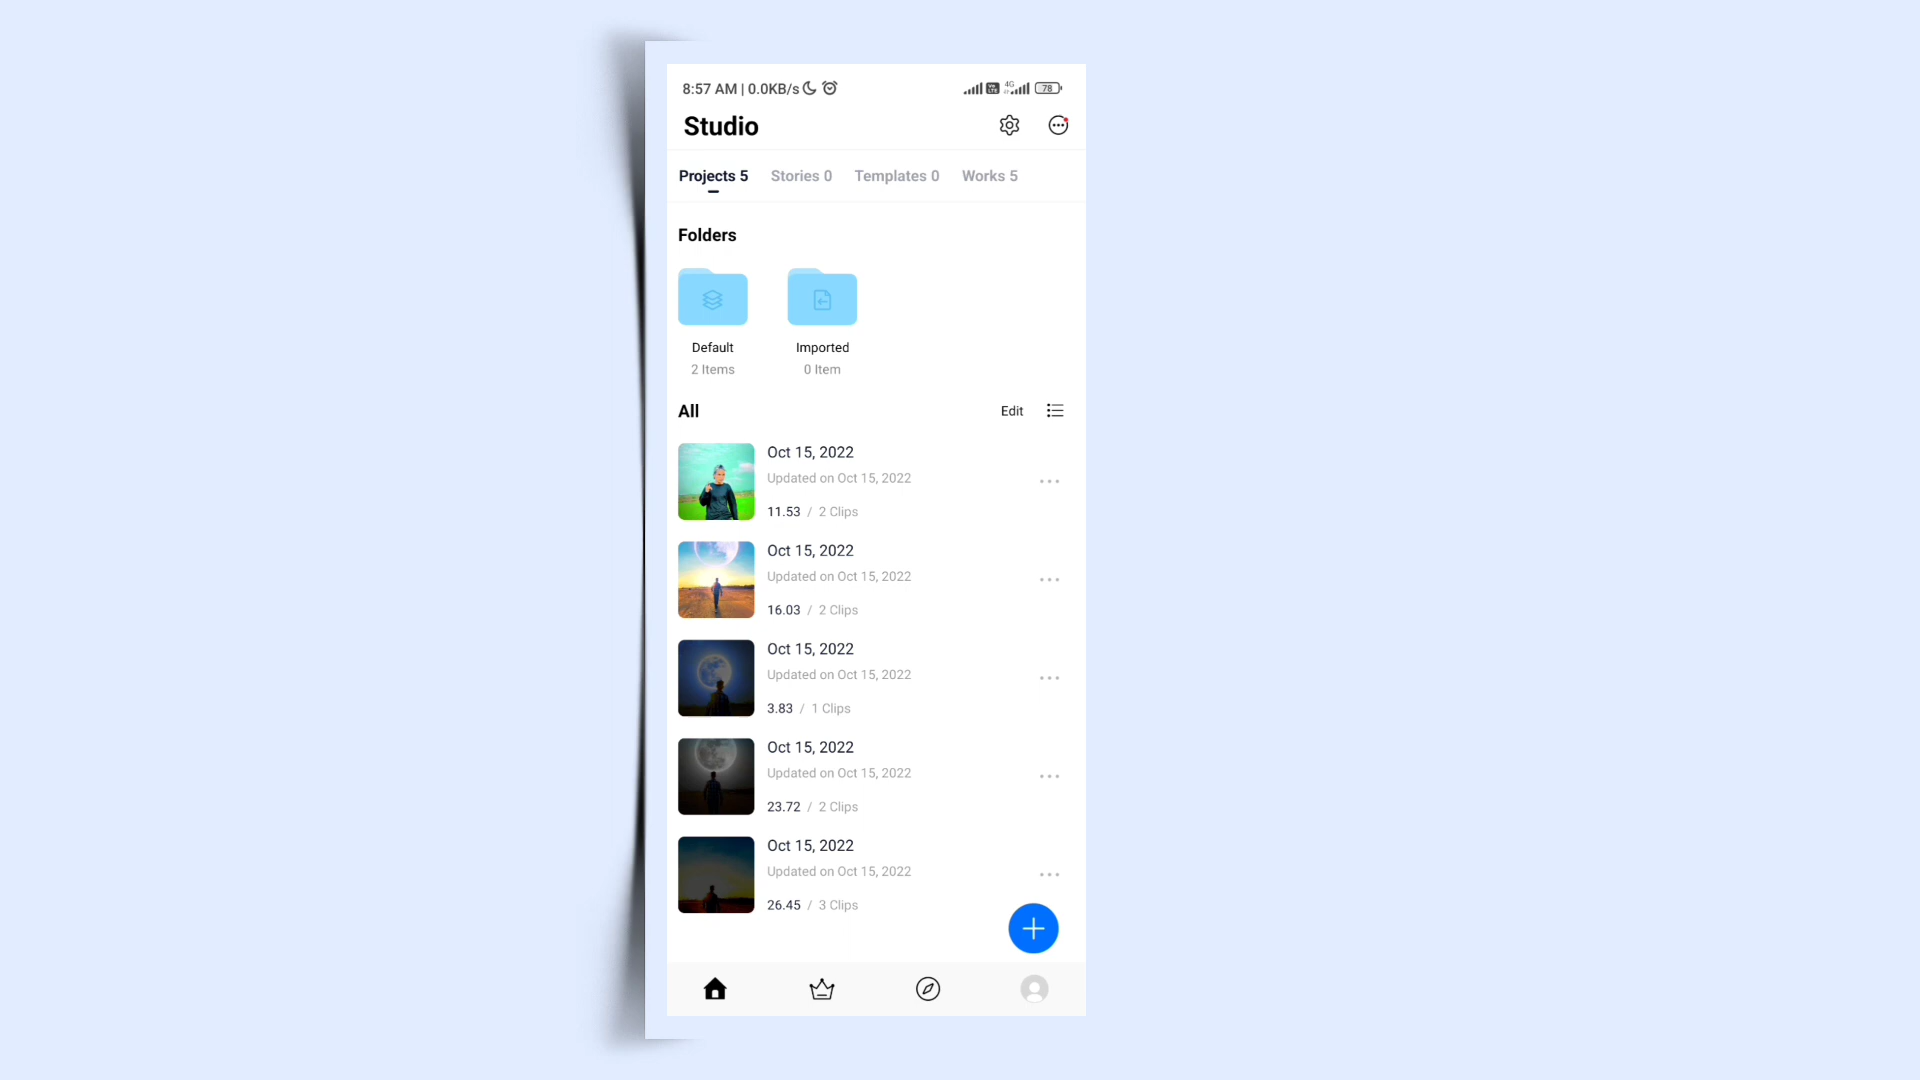 8:57 AM | 0.0KB/s 4G 78
Studio
Projects 5 Stories 0 Templates 0 Works 5
Folders
Default Imported
2 Items 0 Item
All Edit
Oct 15, 2022
Updated on Oct 15, 2022
11.53 / 2 Clips
Oct 15, 2022
Updated on Oct 15, 2022
16.03 / 2 Clips
Oct 15, 2022
Updated on Oct 15, 2022
3.83 / 1 Clips
Oct 15, 2022
Updated on Oct 15, 2022
23.72 / 2 Clips
Oct 15, 2022
Updated on Oct 15, 2022
26.45 / 3 Clips